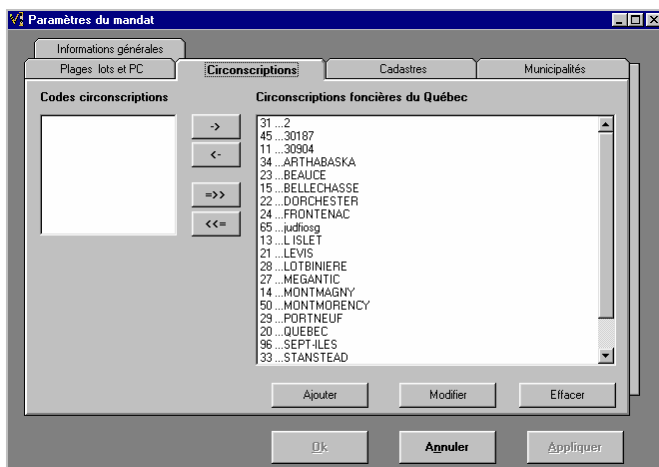 Paramètres du mandat
Informations générales
Plages lots et PC
Circonscriptions
Cadastres
Municipalités
Codes circonscriptions
Circonscriptions foncières du Québec
->
<-
=>>
<<=
31 ...2
45 ...30187
11 ...30904
34 ...ARTHABASKA
23 ...BEAUCE
15 ...BELLECHASSE
22 ...DORCHESTER
24 ...FRONTENAC
65 ...judfiosg
13 ...L ISLET
21 ...LEVIS
28 ...LOTBINIERE
27 ...MEGANTIC
14 ...MONTMAGNY
50 ...MONTMORENCY
29 ...PORTNEUF
20 ...QUEBEC
96 ...SEPT-ILES
33 ...STANSTEAD
Ajouter
Modifier
Effacer
Ok
Annuler
Appliquer